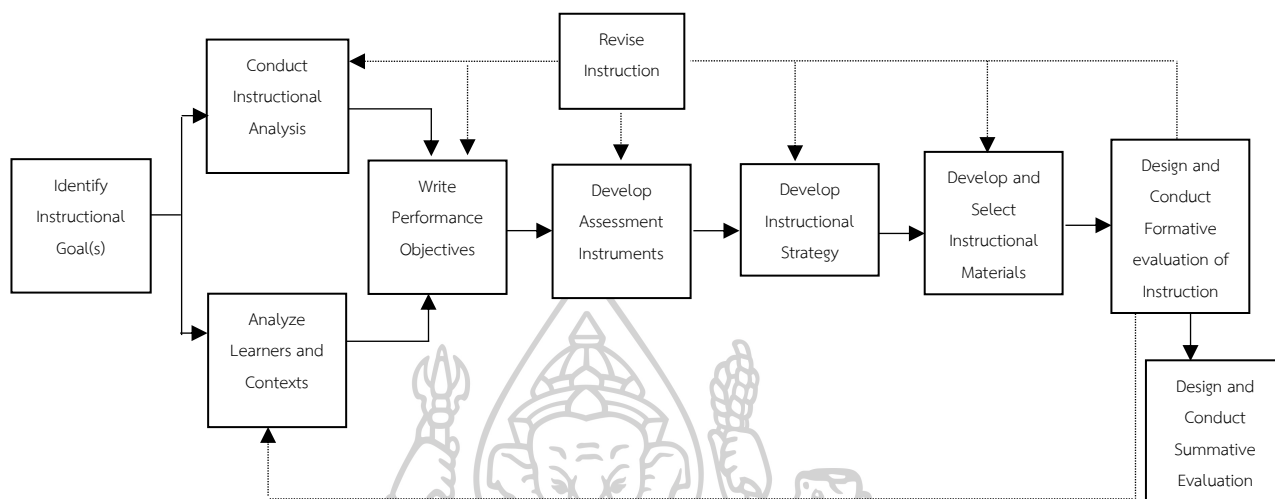 Revise
Instruction
Conduct
Instructional
Analysis
Identify
Instructional
Goal(s)
Write
Performance
Objectives
Develop
Assessment
Instruments
Develop
Instructional
Strategy
Develop and
Select
Instructional
Materials
Design and
Conduct
Formative
evaluation of
Instruction
Analyze
Learners and
Contexts
Design and
Conduct
Summative
Evaluation